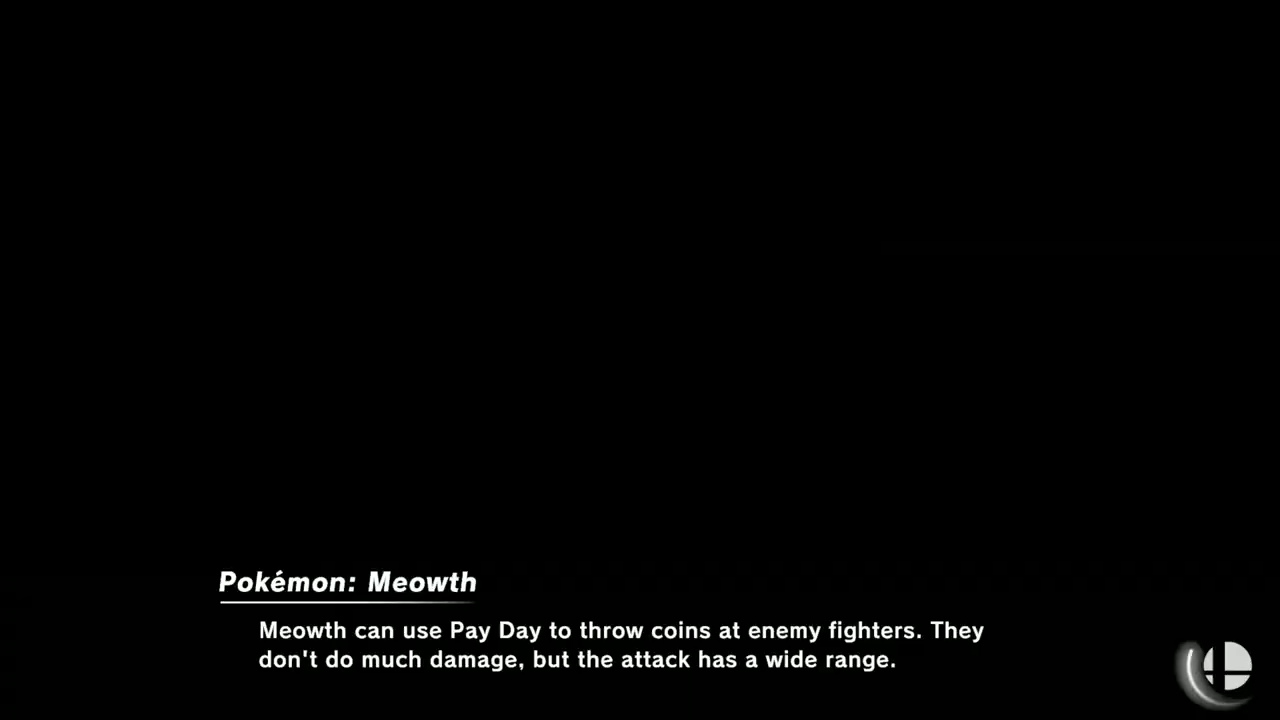 Pokémon: Meowth
Meowth can use Pay Day to throw coins at enemy fighters. They
don't do much damage, but the attack has a wide range.